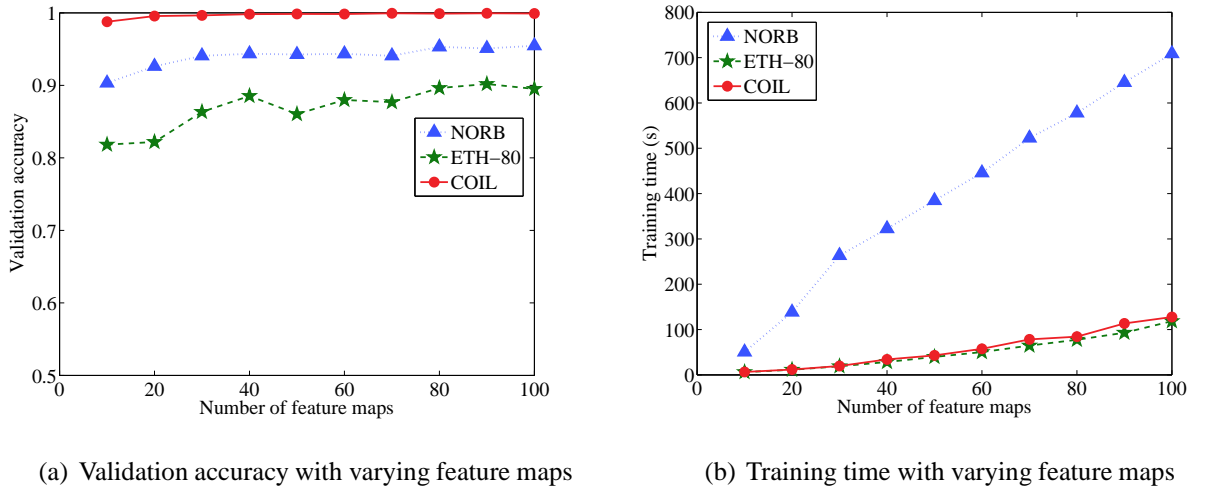 1
0.9
0.8
0.9
0.6
0.5
0
20
40
60
80
100
Number of feature maps
Validation accuracy
NORB
ETH−80
COIL
(a) Validation accuracy with varying feature maps
800
700
600
500
400
300
200
100
0
0
20
40
60
80
100
Number of feature maps
Training time (s)
NORB
ETH−80
COIL
(b) Training time with varying feature maps